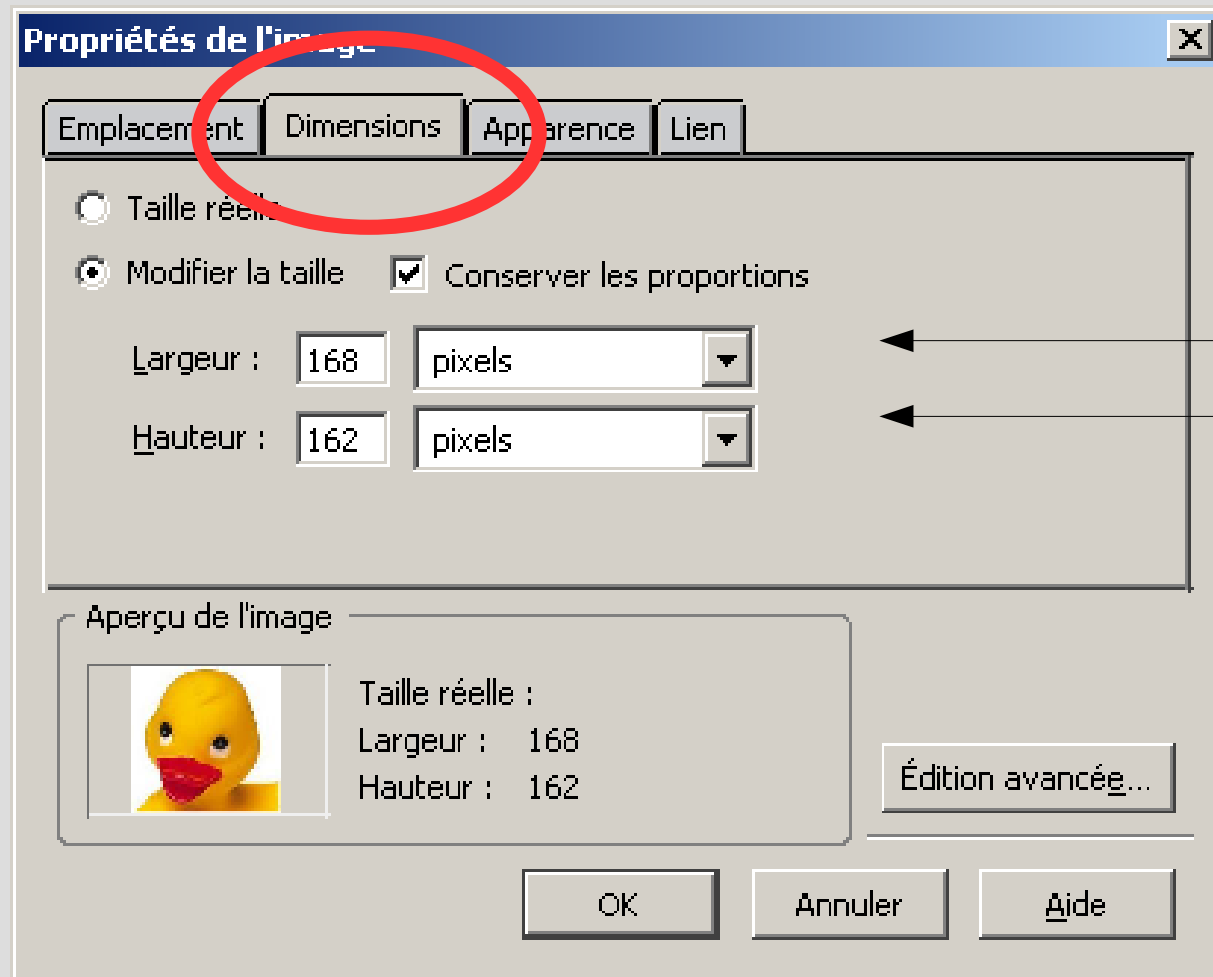 Propriétés de l'image
Emplacement Dimensions Apparence Lien
Taille réelle
Modifier la taille Conserver les proportions
Largeur : 168 pixels
Hauteur : 162 pixels
Aperçu de l'image
Taille réelle :
Largeur : 168
Hauteur : 162
Édition avancée...
OK Annuler Aide